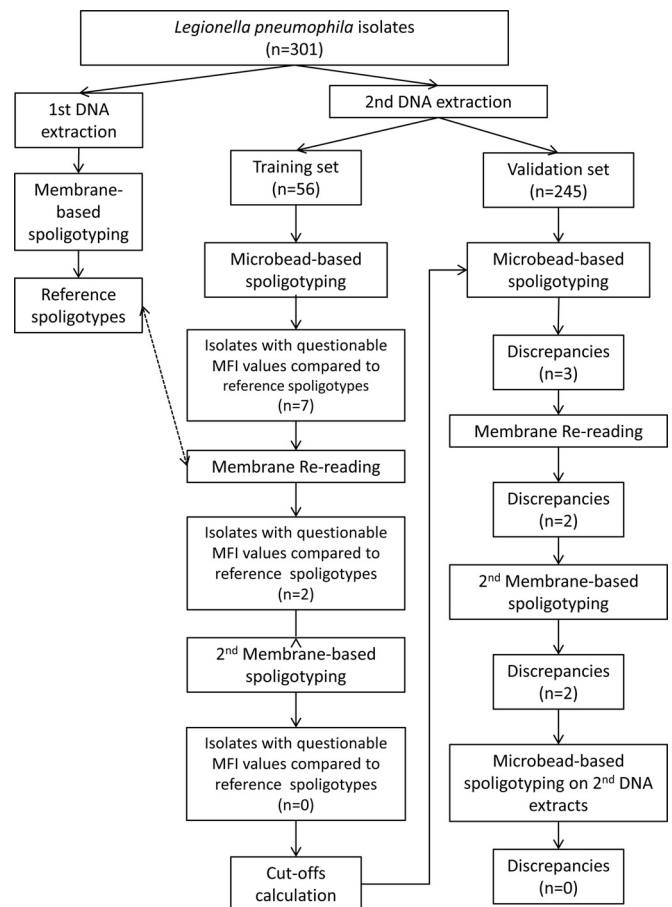 Legionella pneumophila isolates
(n=301)
1st DNA
extraction
2nd DNA extraction
Membrane-
based
spoligotyping
Reference
spoligotypes
Training set
(n=56)
Microbead-based
spoligotyping
Isolates with questionable
MFI values compared to
reference spoligotypes
(n=7)
Membrane Re-reading
Isolates with questionable
MFI values compared to
reference spoligotypes
(n=2)
2nd Membrane-based
spoligotyping
Isolates with questionable
MFI values compared to
reference spoligotypes
(n=0)
Cut-offs
calculation
Validation set
(n=245)
Microbead-based
spoligotyping
Discrepancies
(n=3)
Membrane Re-reading
Discrepancies
(n=2)
2nd Membrane-based
spoligotyping
Discrepancies
(n=2)
Microbead-based
spoligotyping on 2nd DNA
extracts
Discrepancies
(n=0)